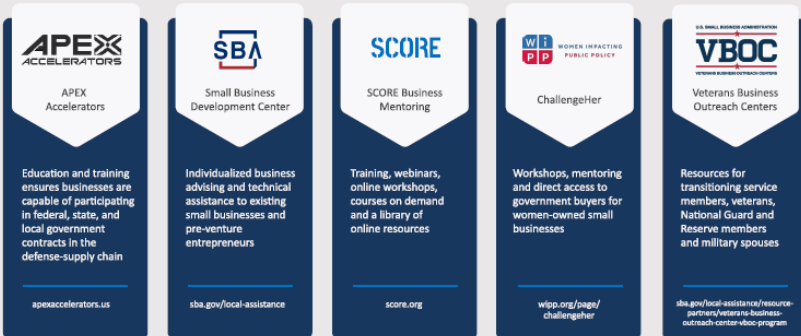 APEX
ACCELERATORS
APEX
Accelerators
Education and training
ensures businesses are
capable of participating
in federal, state, and
local government
contracts in the
defense-supply chain
apexaccelerators.us
SBA
Small Business
Development Center
Individualized business
advising and technical
assistance to existing
small businesses and
pre-venture
entrepreneurs
sba.gov/local-assistance
SCORE
SCORE Business
Mentoring
Training, webinars,
online workshops,
courses on demand
and a library of
online resources
score.org
WiPP
WOMEN IMPACTING
PUBLIC POLICY
ChallengeHer
Workshops, mentoring
and direct access to
government buyers for
women-owned small
businesses
wipp.org/page/
challengeher
U.S. SMALL BUSINESS ADMINISTRATION
VBOC
VETERANS BUSINESS OUTREACH CENTERS
Veterans Business
Outreach Centers
Resources for
transitioning service
members, veterans,
National Guard and
Reserve members
and military spouses
sba.gov/local-assistance/resource-
partners/veterans-business-
outreach-center-vboc-program